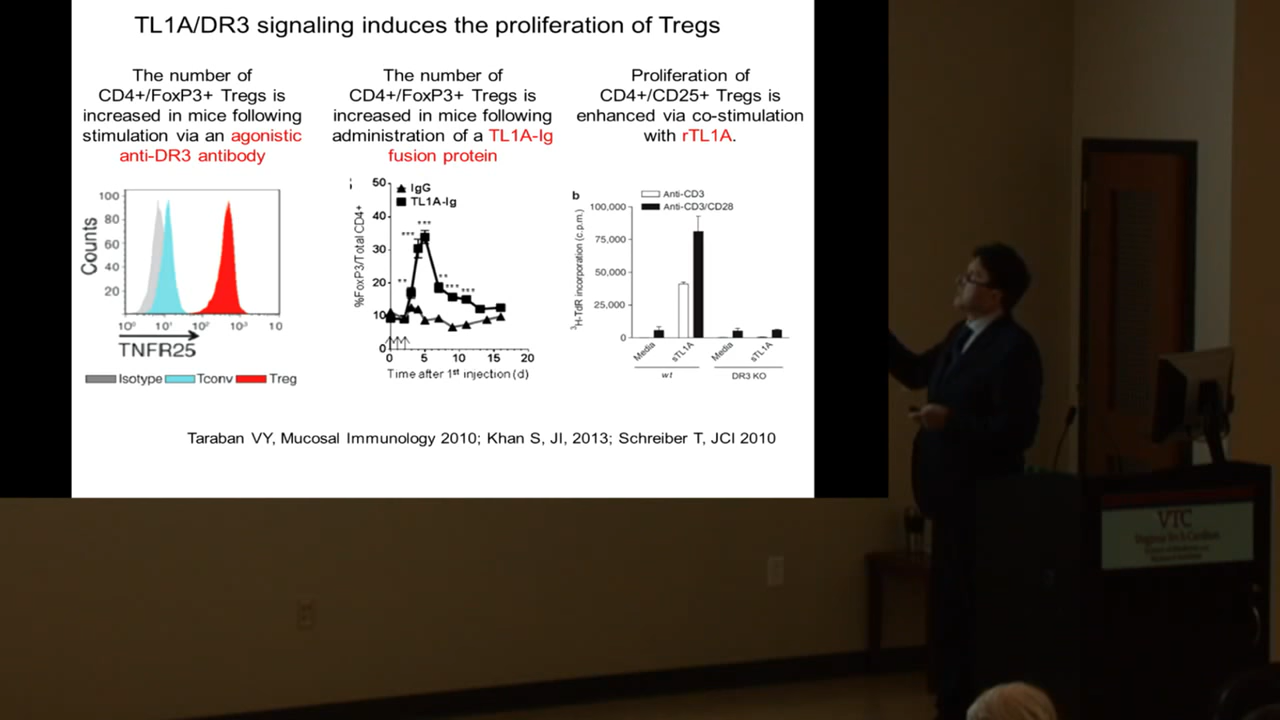 TL1A/DR3 signaling induces the proliferation of Tregs
The number of
CD4+/FoxP3+ Tregs is
increased in mice following
stimulation via an agonistic
anti-DR3 antibody
The number of
CD4+/FoxP3+ Tregs is
increased in mice following
administration of a TL1A-Ig
fusion protein
Proliferation of
CD4+/CD25+ Tregs is
enhanced via co-stimulation
with rTL1A.
Counts
100
80
60
40
20
10⁰ 10¹ 10² 10³ 10
TNFR25
Isotype Tconv Treg
%FoxP3/Total CD4+
50
40
30
20
10
0
IgG
TL1A-Ig
*** *** ** ** *** ***
0 5 10 15 20
Time after 1st injection (d)
b
Anti-CD3
Anti-CD3/CD28
³H-TdR incorporation (c.p.m.)
100,000
75,000
50,000
25,000
0
Media sTL1A Media sTL1A
wt DR3 KO
Taraban VY, Mucosal Immunology 2010; Khan S, JI, 2013; Schreiber T, JCI 2010
VTC